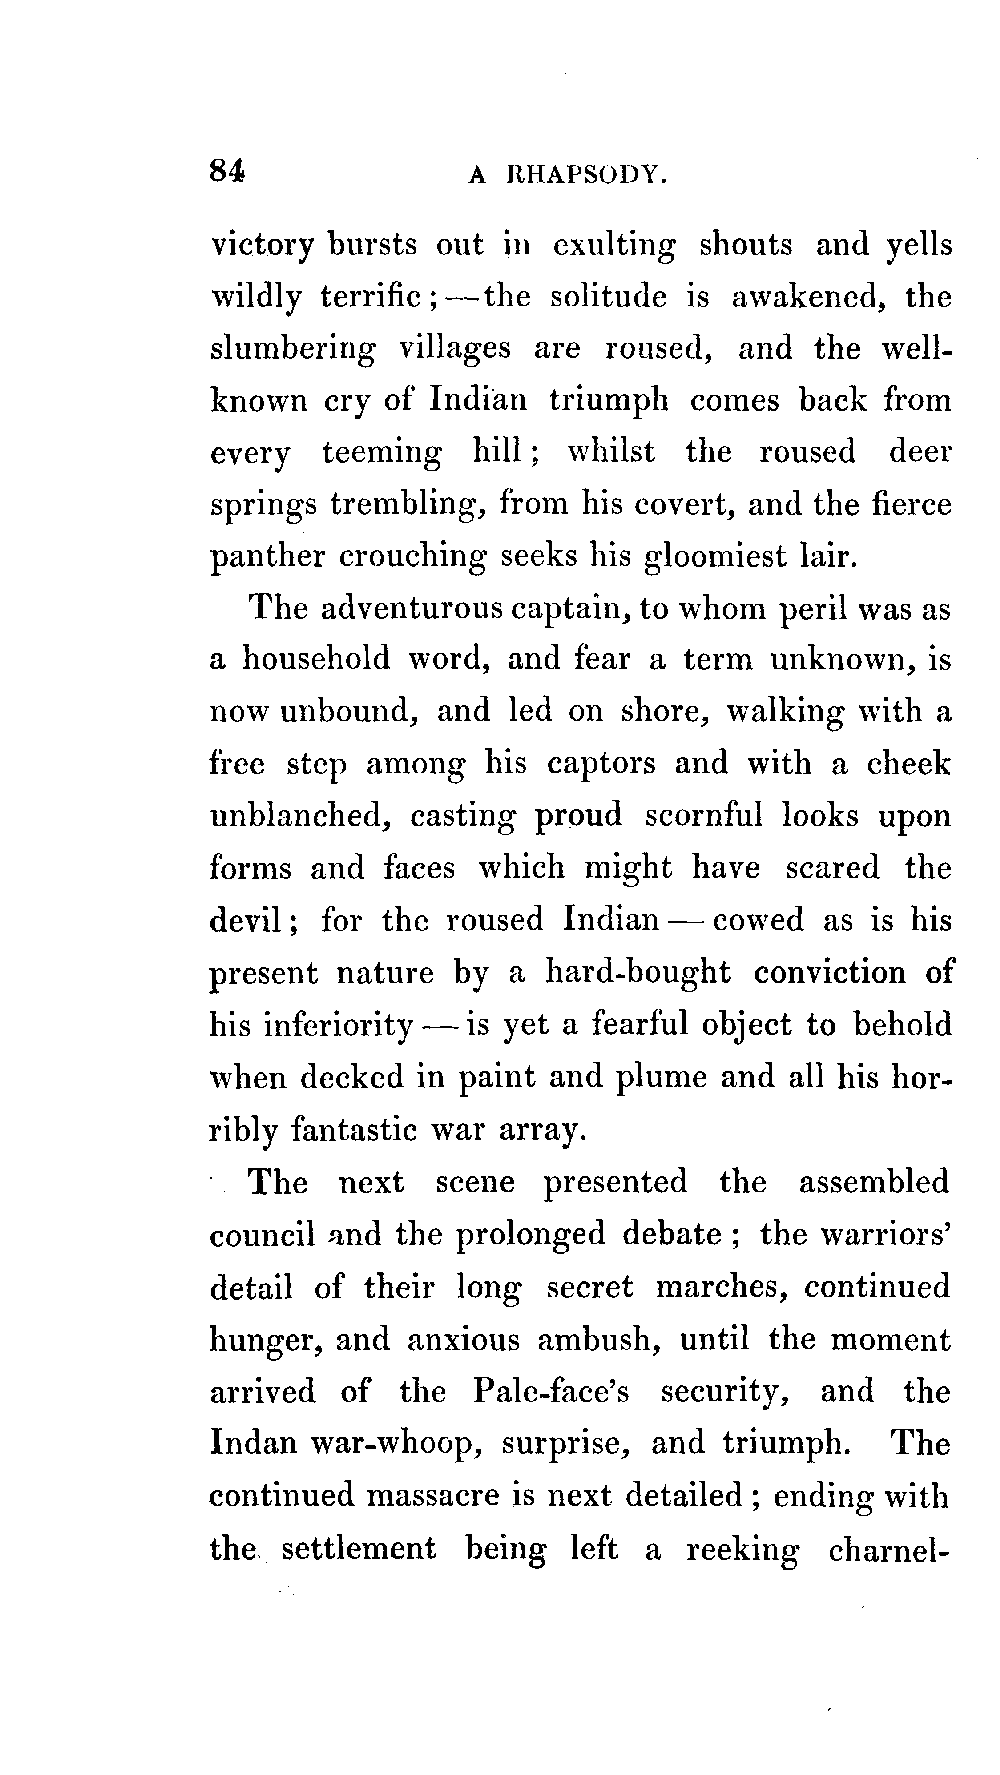 84 A RHAPSODY.
victory bursts out in exulting shouts and yells
wildly terrific ; — the solitude is awakened, the
slumbering villages are roused, and the well-
known cry of Indian triumph comes back from
every teeming hill ; whilst the roused deer
springs trembling, from his covert, and the fierce
panther crouching seeks his gloomiest lair.
The adventurous captain, to whom peril was as
a household word, and fear a term unknown, is
now unbound, and led on shore, walking with a
free step among his captors and with a cheek
unblanched, casting proud scornful looks upon
forms and faces which might have scared the
devil ; for the roused Indian — cowed as is his
present nature by a hard-bought conviction of
his inferiority — is yet a fearful object to behold
when decked in paint and plume and all his hor-
ribly fantastic war array.
The next scene presented the assembled
council and the prolonged debate ; the warriors'
detail of their long secret marches, continued
hunger, and anxious ambush, until the moment
arrived of the Pale-face's security, and the
Indan war-whoop, surprise, and triumph. The
continued massacre is next detailed ; ending with
the settlement being left a reeking charnel-